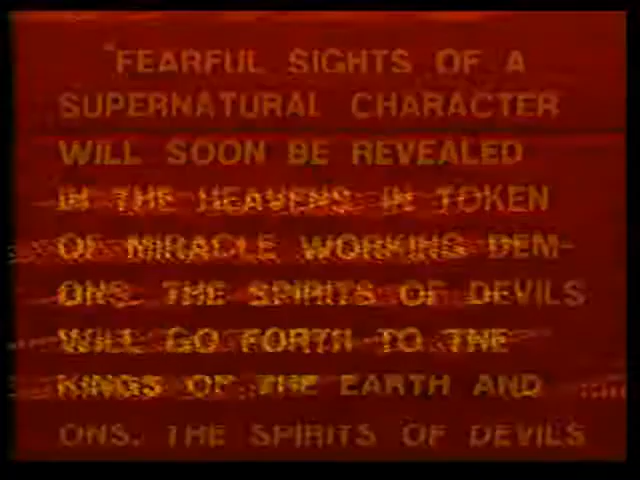 "FEARFUL SIGHTS OF A
SUPERNATURAL CHARACTER
WILL SOON BE REVEALED
IN THE HEAVENS IN TOKEN
OF MIRACLE WORKING DEM-
ONS. THE SPIRITS OF DEVILS
WILL GO FORTH TO THE
KINGS OF THE EARTH AND
ONS. THE SPIRITS OF DEVILS